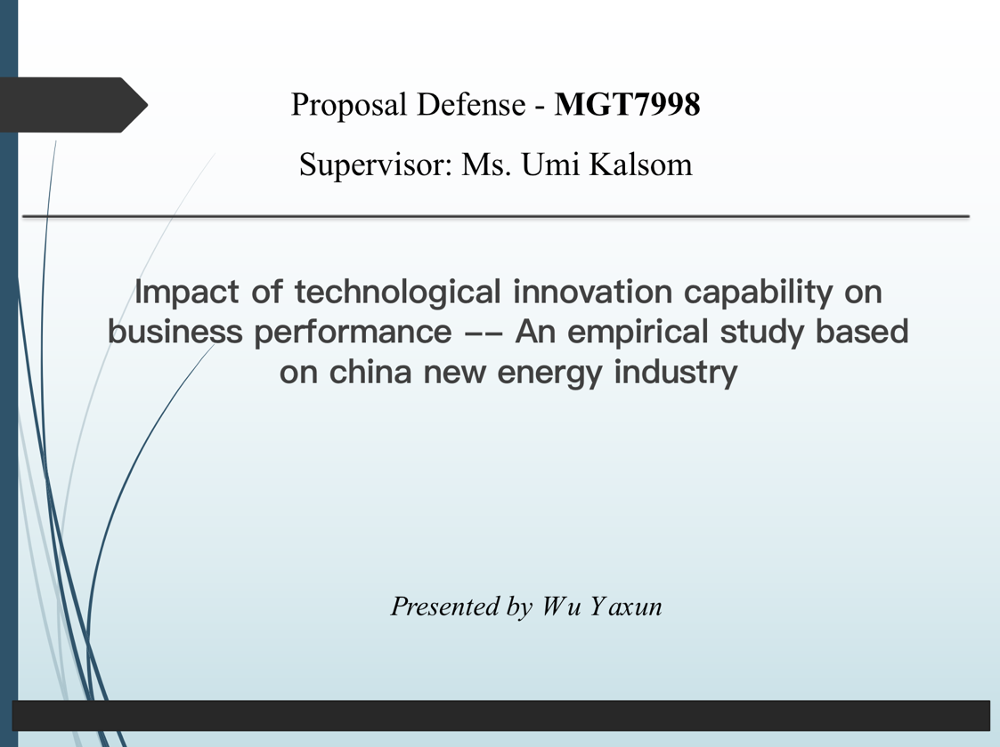 Proposal Defense - MGT7998
Supervisor: Ms. Umi Kalsom
Impact of technological innovation capability on
business performance -- An empirical study based
on china new energy industry
Presented by Wu Yaxun